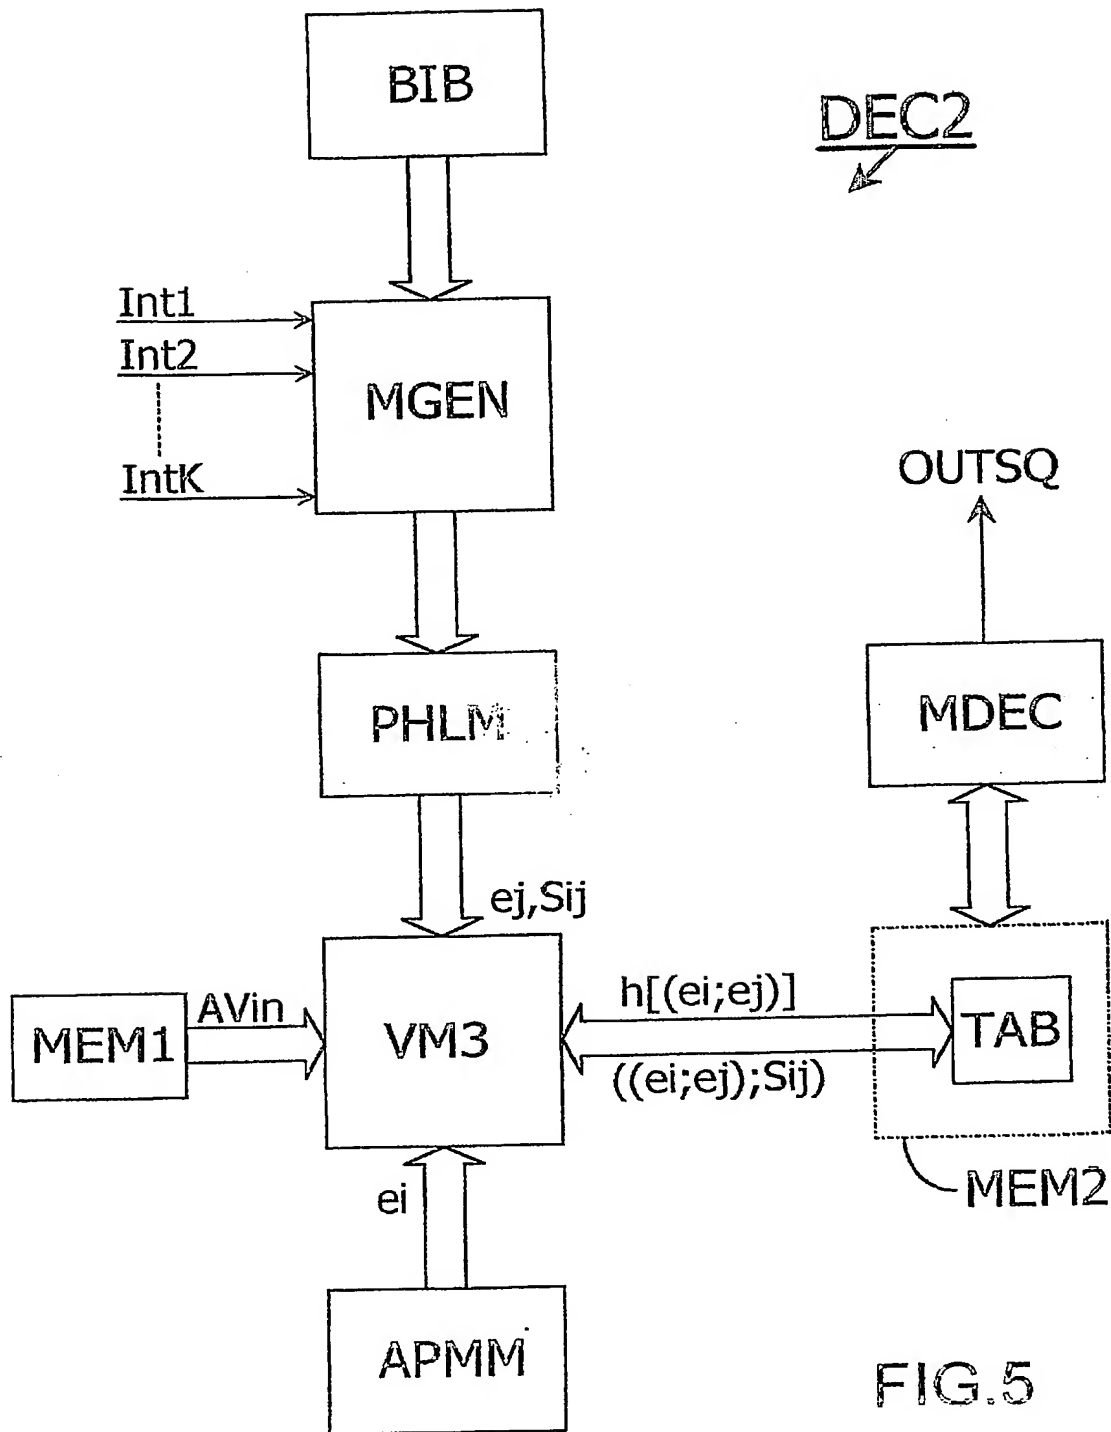 BIB
DEC2
Int1
Int2
IntK
MGEN
OUTSQ
PHLM
MDEC
ej,Sij
MEM1
AVin
VM3
h[(ei;ej)]
((ei;ej);Sij)
TAB
MEM2
ei
APMM
FIG.5